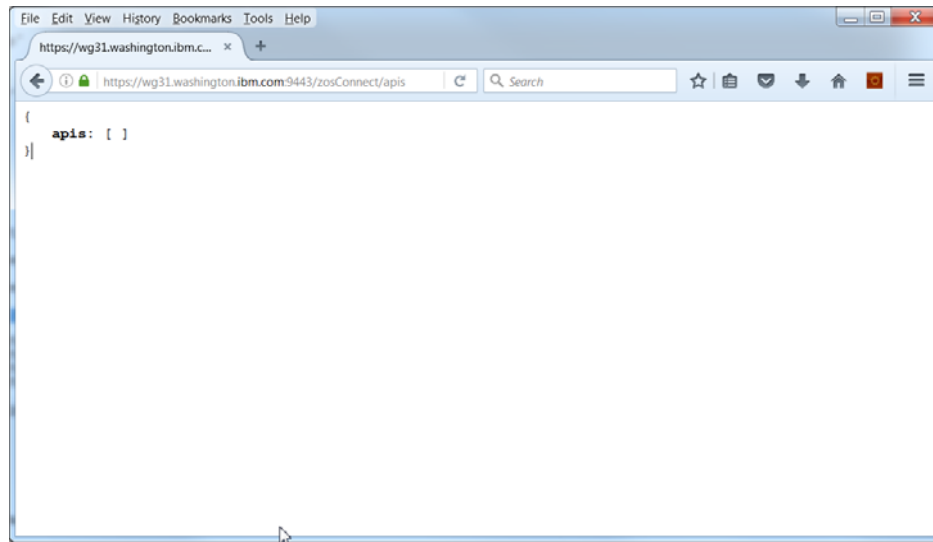 File Edit View History Bookmarks Tools Help
https://wg31.washington.ibm.c... × +
https://wg31.washington.ibm.com:9443/zosConnect/apis Search
{
apis: [ ]
}